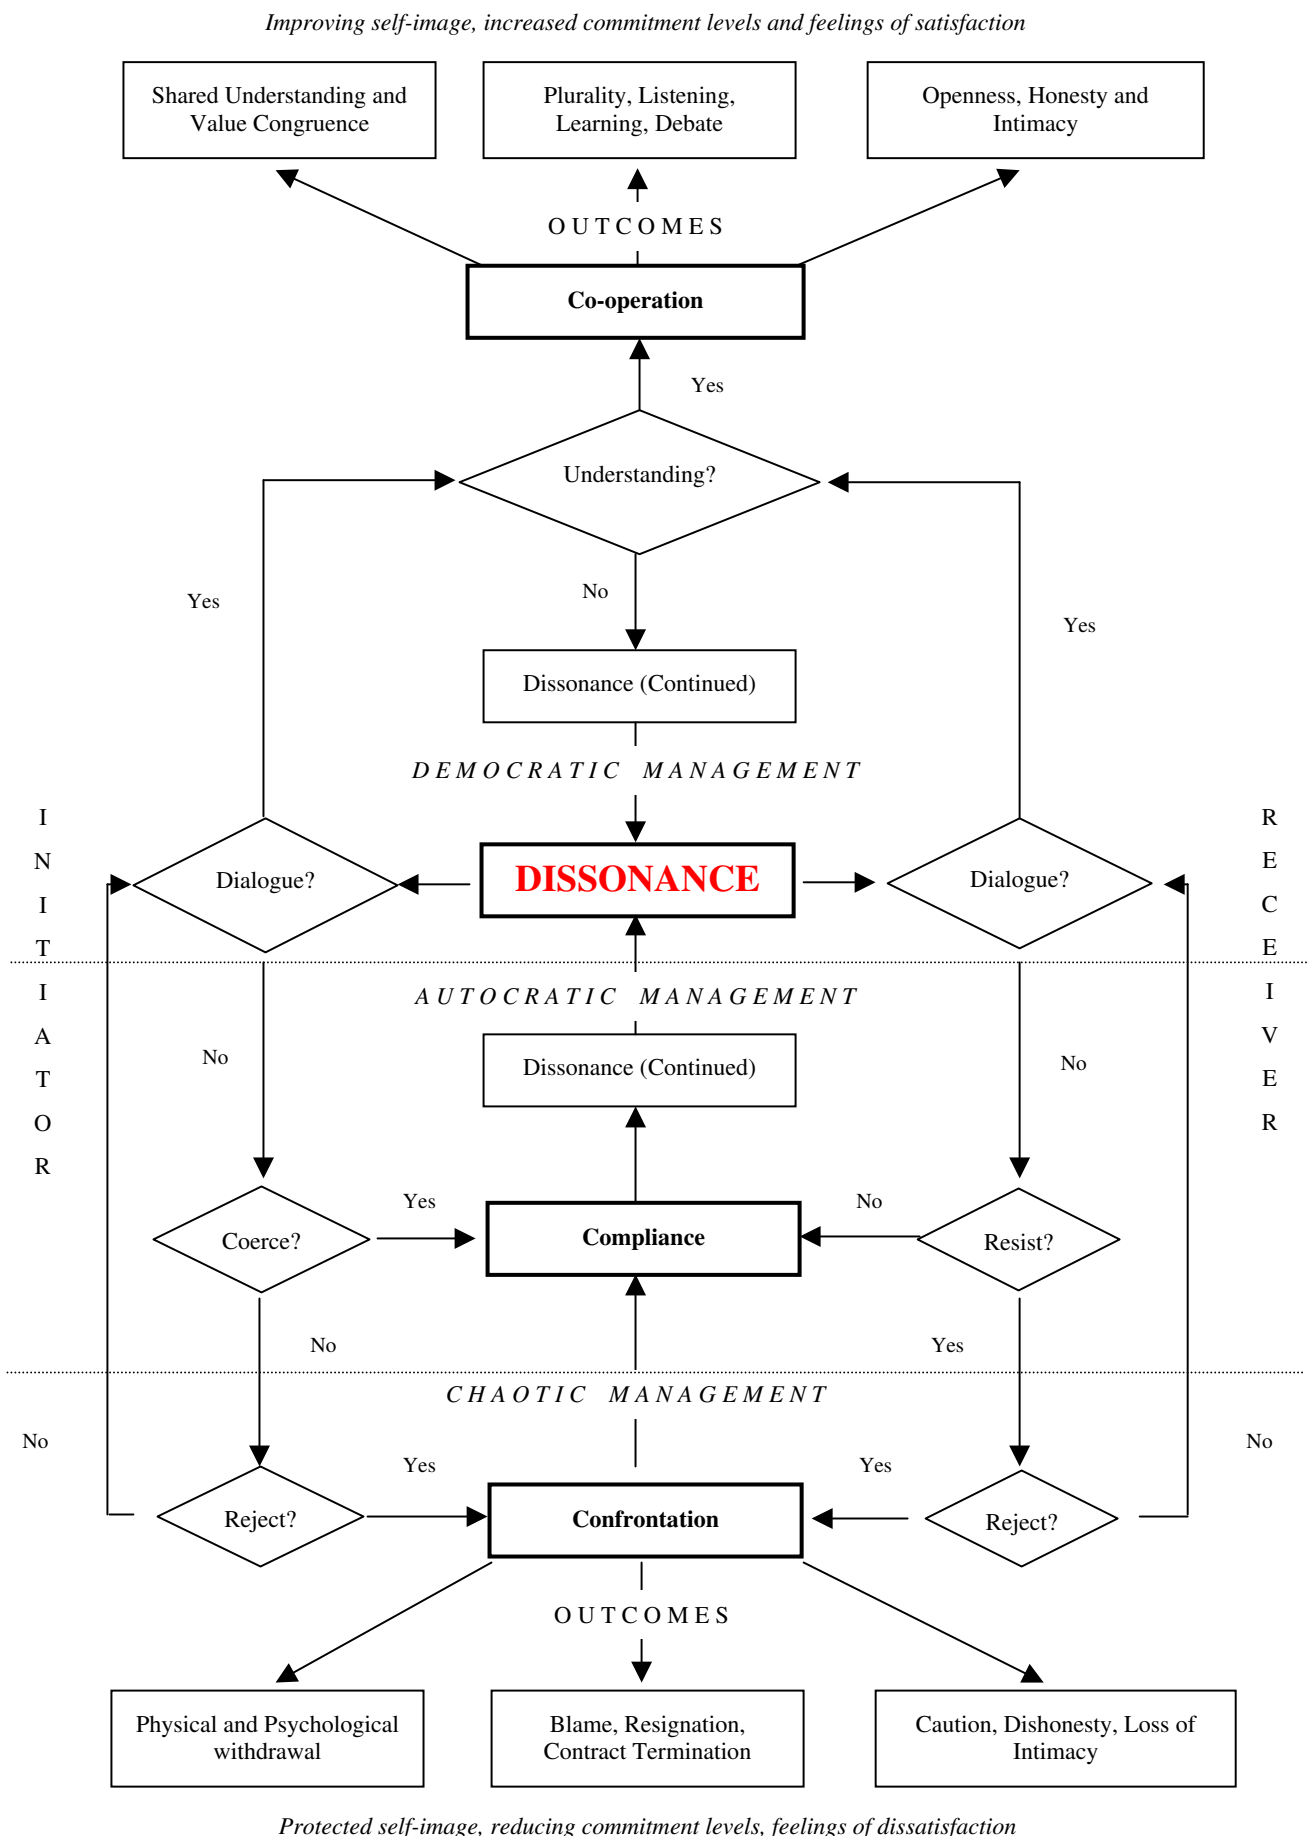 Improving self-image, increased commitment levels and feelings of satisfaction
Shared Understanding and
Value Congruence
Plurality, Listening,
Learning, Debate
Openness, Honesty and
Intimacy
OUTCOMES
Co-operation
Yes
Understanding?
No
Yes
Yes
Dissonance (Continued)
DEMOCRATIC MANAGEMENT
INITIATOR
RECEIVER
Dialogue?
DISSONANCE
Dialogue?
AUTOCRATIC MANAGEMENT
No
Dissonance (Continued)
No
Coerce?
Yes
Compliance
No
Resist?
No
Yes
CHAOTIC MANAGEMENT
No
No
Reject?
Yes
Confrontation
Yes
Reject?
OUTCOMES
Physical and Psychological
withdrawal
Blame, Resignation,
Contract Termination
Caution, Dishonesty, Loss of
Intimacy
Protected self-image, reducing commitment levels, feelings of dissatisfaction